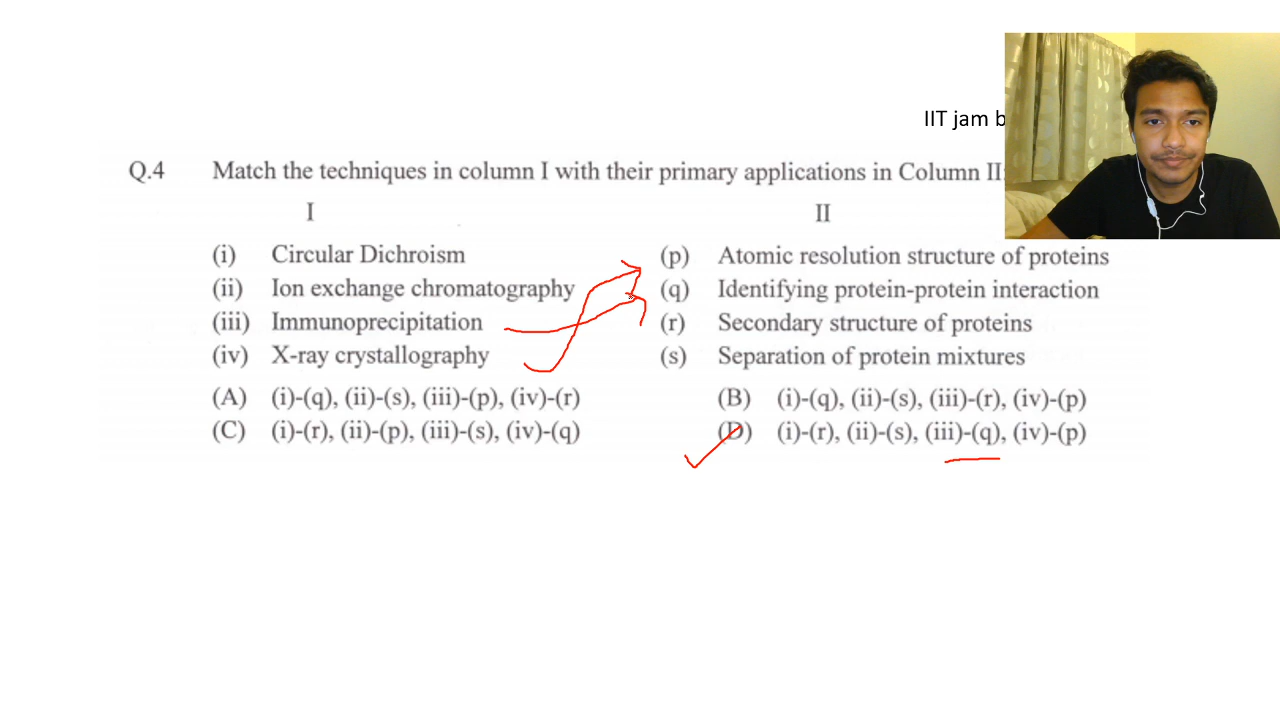 IIT jam b
Q.4 Match the techniques in column I with their primary applications in Column II:
I II
(i) Circular Dichroism (p) Atomic resolution structure of proteins
(ii) Ion exchange chromatography (q) Identifying protein-protein interaction
(iii) Immunoprecipitation (r) Secondary structure of proteins
(iv) X-ray crystallography (s) Separation of protein mixtures
(A) (i)-(q), (ii)-(s), (iii)-(p), (iv)-(r) (B) (i)-(q), (ii)-(s), (iii)-(r), (iv)-(p)
(C) (i)-(r), (ii)-(p), (iii)-(s), (iv)-(q) (D) (i)-(r), (ii)-(s), (iii)-(q), (iv)-(p)